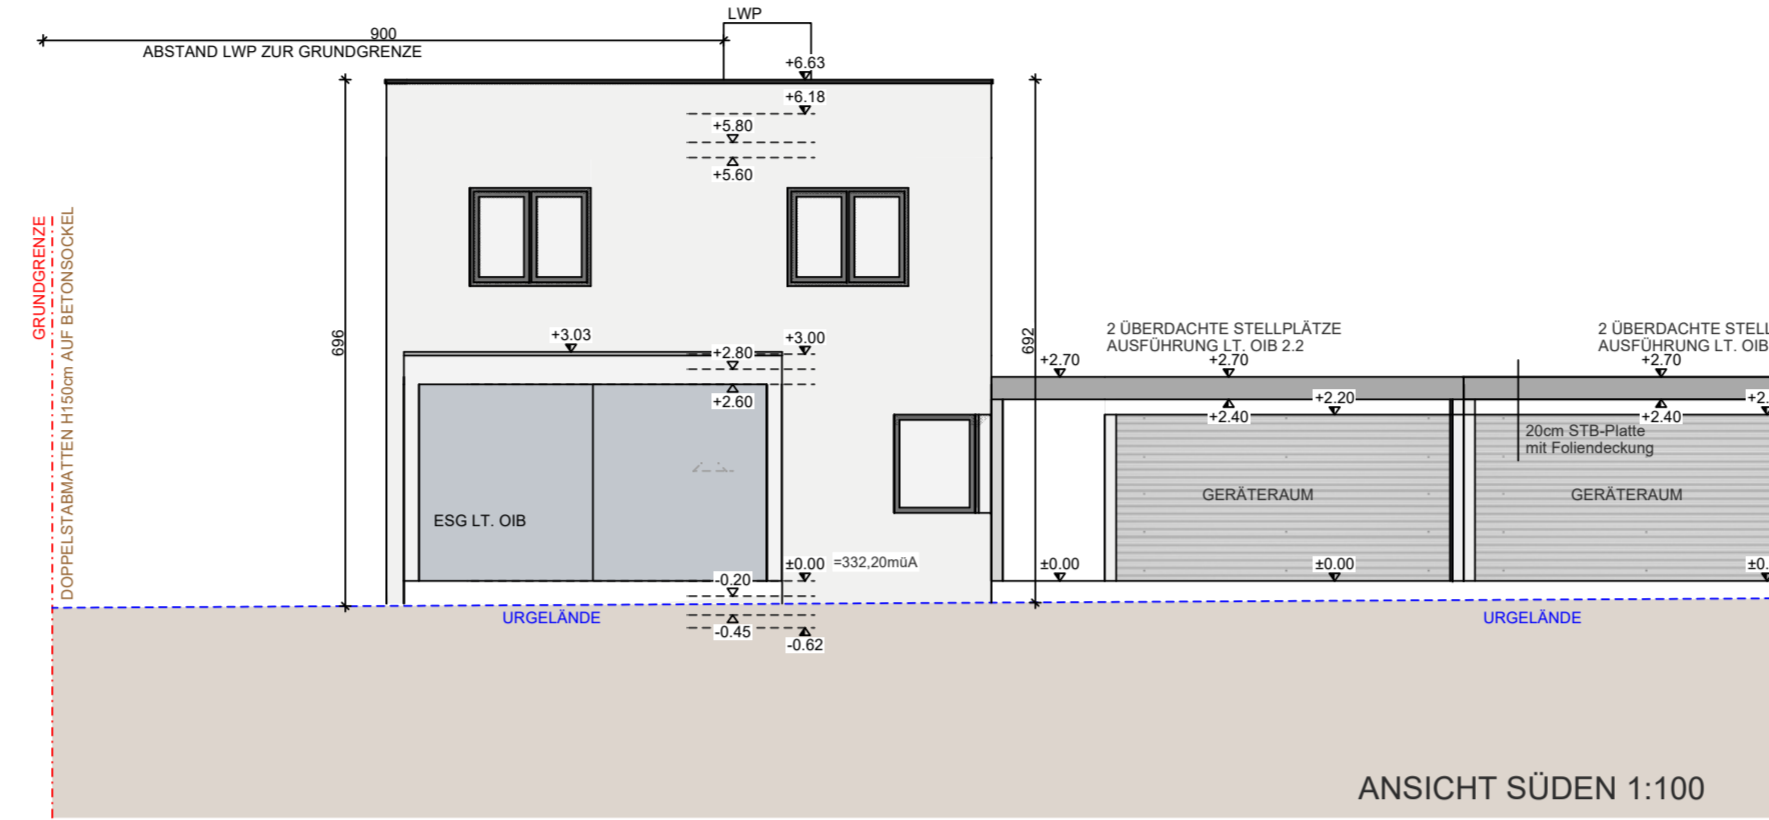 LWP
900
ABSTAND LWP ZUR GRUNDGRENZE
+6.63
+6.18
+5.80
+5.60
GRUNDGRENZE
DOPPELSTABMATTEN H150cm AUF BETONSOCKEL
696
692
+3.03
+3.00
+2.80
+2.60
2 ÜBERDACHTE STELLPLÄTZE
AUSFÜHRUNG LT. OIB 2.2
2 ÜBERDACHTE STELL
AUSFÜHRUNG LT. OIB
+2.70
+2.70
+2.70
+2.20
+2.
+2.40
+2.40
20cm STB-Platte
mit Foliendeckung
GERÄTERAUM
GERÄTERAUM
ESG LT. OIB
±0.00
=332,20müA
±0.00
±0.00
±0.
-0.20
URGELÄNDE
URGELÄNDE
-0.45
-0.62
ANSICHT SÜDEN 1:100